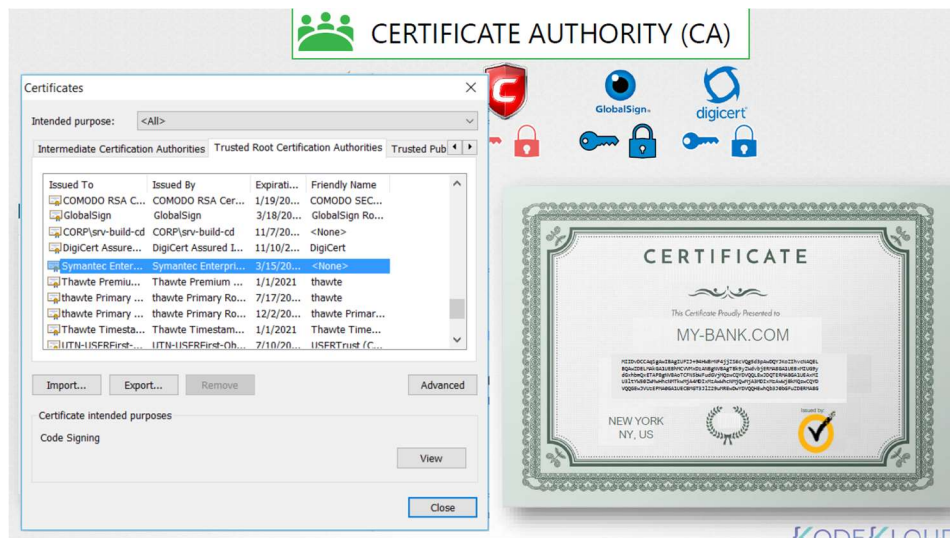 CERTIFICATE AUTHORITY (CA)
Certificates
Intended purpose: <All>
Intermediate Certification Authorities Trusted Root Certification Authorities Trusted Pub
Issued To Issued By Expirati... Friendly Name
COMODO RSA C... COMODO RSA Cer... 1/19/20... COMODO SEC...
GlobalSign GlobalSign 3/18/20... GlobalSign Ro...
CORP\srv-build-cd CORP\srv-build-cd 11/7/20... <None>
DigiCert Assure... DigiCert Assured I... 11/10/2... DigiCert
Symantec Enter... Symantec Enterpri... 3/15/20... <None>
Thawte Premiu... Thawte Premium ... 1/1/2021 thawte
thawte Primary ... thawte Primary Ro... 7/17/20... thawte
thawte Primary ... thawte Primary Ro... 12/2/20... thawte Primar...
Thawte Timesta... Thawte Timestam... 1/1/2021 Thawte Time...
UTN-USERFirst-... UTN-USERFirst-Ob... 7/10/20... USERTrust (C...
Import... Export... Remove Advanced
Certificate intended purposes
Code Signing
View
Close
GlobalSign.
digicert
CERTIFICATE
This Certificate Proudly Presented to
MY-BANK.COM
NEW YORK
NY, US
Issued by:
KODEKLOUD